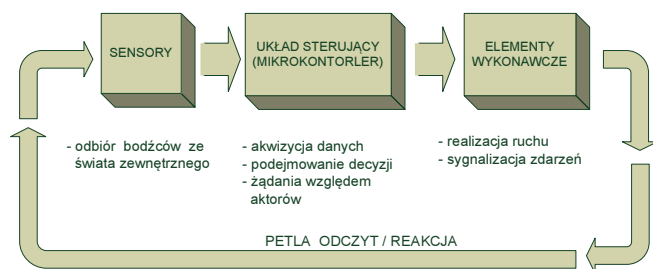 SENSORY
UKŁAD STERUJĄCY
(MIKROKONTORLER)
ELEMENTY
WYKONAWCZE
- odbiór bodźców ze
świata zewnętrznego
- akwizycja danych
- podejmowanie decyzji
- żądania względem
aktorów
- realizacja ruchu
- sygnalizacja zdarzeń
PETLA ODCZYT / REAKCJA